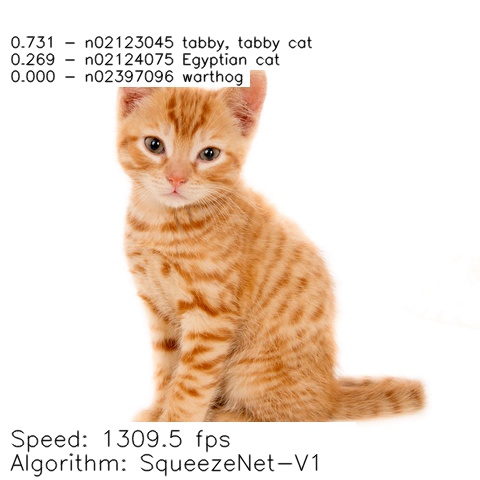 0.731 - n02123045 tabby, tabby cat
0.269 - n02124075 Egyptian cat
0.000 - n02397096 warthog
Speed: 1309.5 fps
Algorithm: SqueezeNet-V1